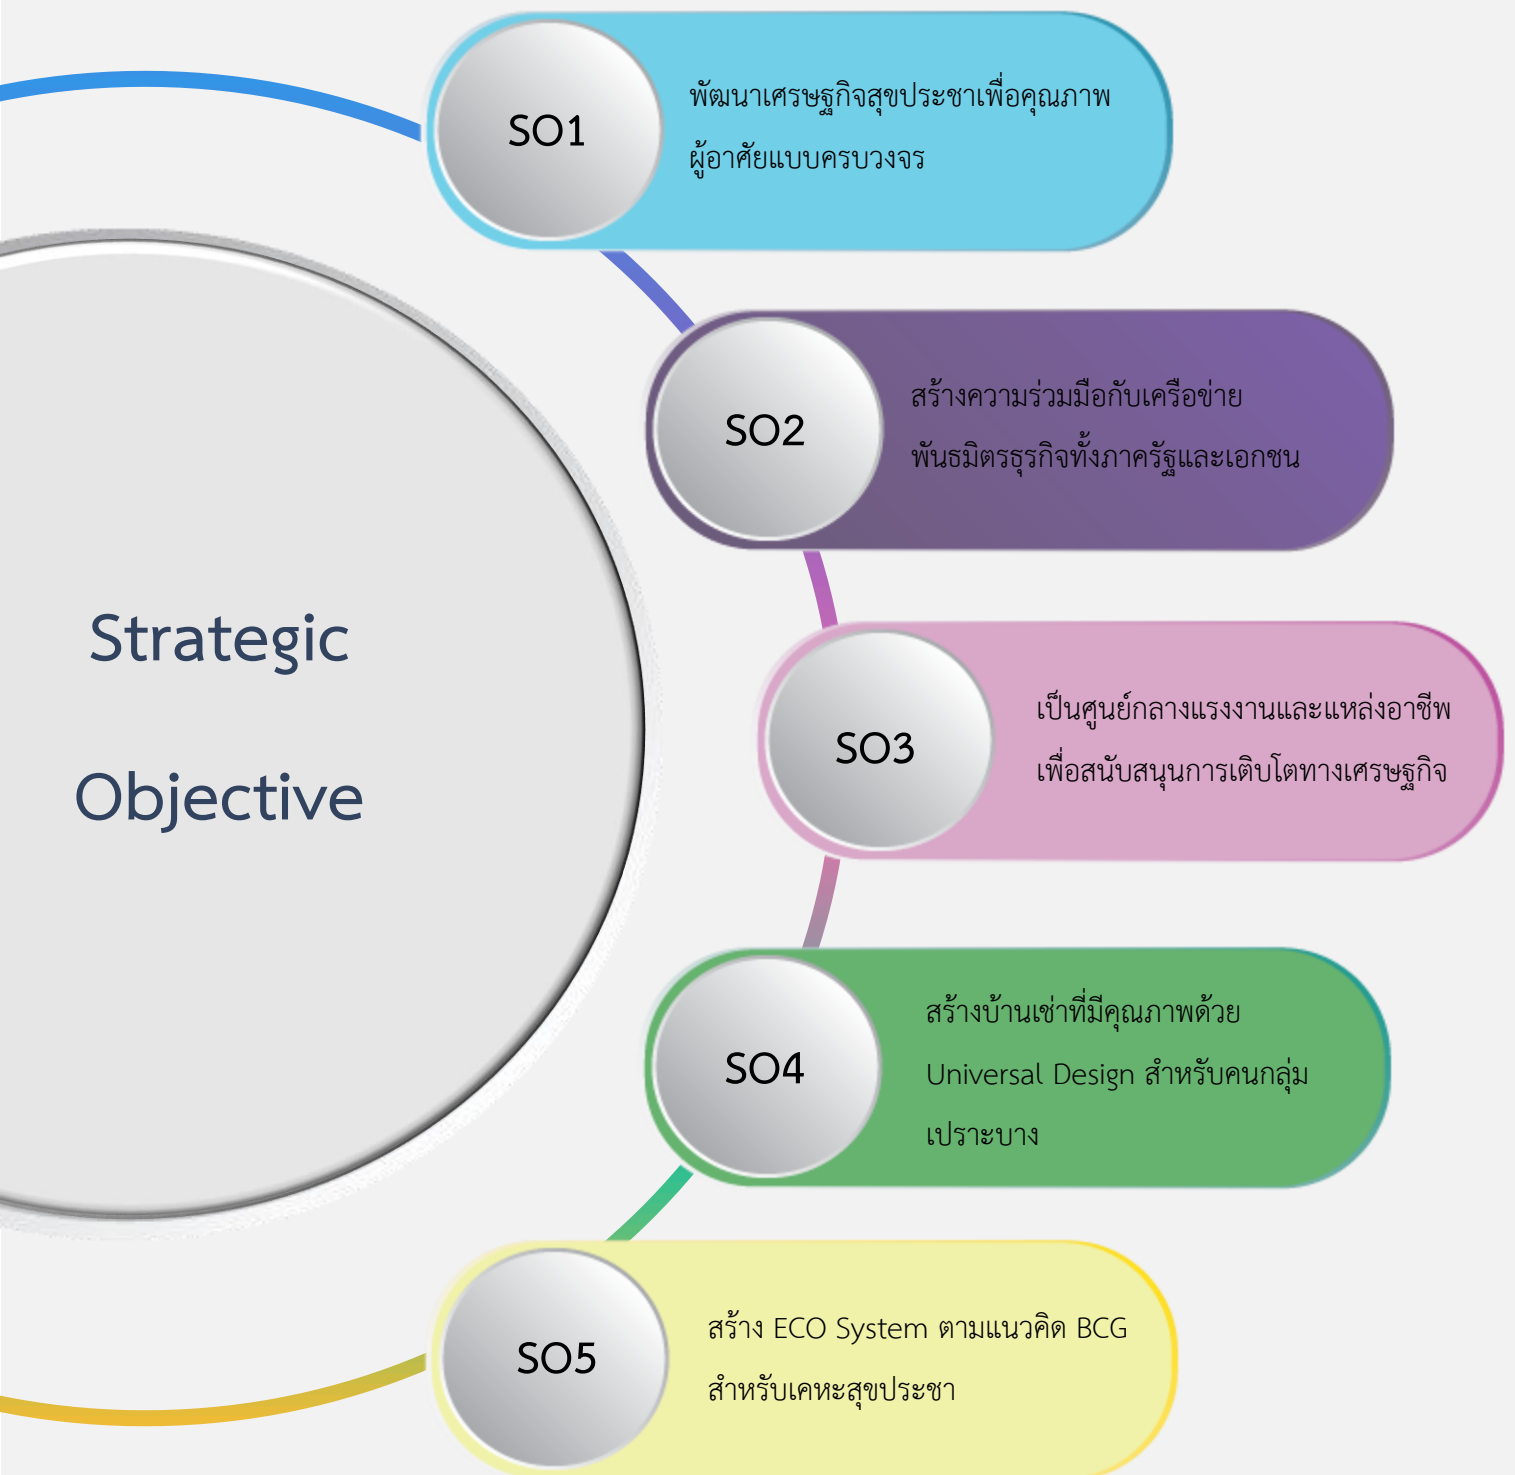 Strategic
Objective
SO1
พัฒนาเศรษฐกิจสุขประชาเพื่อคุณภาพ
ผู้อาศัยแบบครบวงจร
SO2
สร้างความร่วมมือกับเครือข่าย
พันธมิตรธุรกิจทั้งภาครัฐและเอกชน
SO3
เป็นศูนย์กลางแรงงานและแหล่งอาชีพ
เพื่อสนับสนุนการเติบโตทางเศรษฐกิจ
SO4
สร้างบ้านเช่าที่มีคุณภาพด้วย
Universal Design สำหรับคนกลุ่ม
เปราะบาง
SO5
สร้าง ECO System ตามแนวคิด BCG
สำหรับเคหะสุขประชา